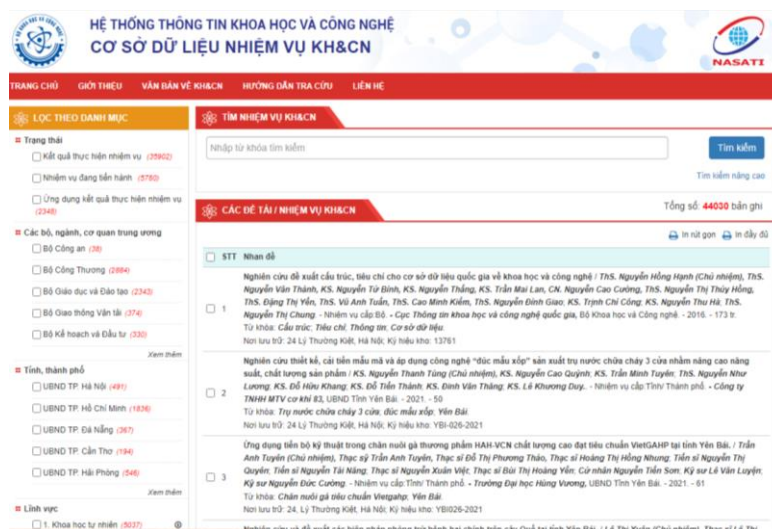 HỆ THỐNG THÔNG TIN KHOA HỌC VÀ CÔNG NGHỆ
CƠ SỞ DỮ LIỆU NHIỆM VỤ KH&CN
NASATI
TRANG CHỦ GIỚI THIỆU VĂN BẢN VỀ KH&CN HƯỚNG DẪN TRA CỨU LIÊN HỆ
LỌC THEO DANH MỤC
Trạng thái
Kết quả thực hiện nhiệm vụ (35902)
Nhiệm vụ đang tiến hành (5780)
Ứng dụng kết quả thực hiện nhiệm vụ
(2348)
Các bộ, ngành, cơ quan trung ương
Bộ Công an (38)
Bộ Công Thương (2884)
Bộ Giáo dục và Đào tạo (2343)
Bộ Giao thông Vận tải (374)
Bộ Kế hoạch và Đầu tư (330)
Xem thêm
Tỉnh, thành phố
UBND TP. Hà Nội (491)
UBND TP. Hồ Chí Minh (1836)
UBND TP. Đà Nẵng (367)
UBND TP. Cần Thơ (194)
UBND TP. Hải Phòng (546)
Xem thêm
Lĩnh vực
1. Khoa học tự nhiên (5037)
TÌM NHIỆM VỤ KH&CN
Nhập từ khóa tìm kiếm
Tìm kiếm
Tìm kiếm nâng cao
CÁC ĐỀ TÀI / NHIỆM VỤ KH&CN
Tổng số: 44030 bản ghi
In rút gọn In đầy đủ
STT Nhan đề
1
Nghiên cứu đề xuất cấu trúc, tiêu chí cho cơ sở dữ liệu quốc gia về khoa học và công nghệ / ThS. Nguyễn Hồng Hạnh (Chủ nhiệm), ThS.
Nguyễn Văn Thành, KS. Nguyễn Tứ Bình, KS. Nguyễn Thắng, KS. Trần Mai Lan, CN. Nguyễn Cao Cường, ThS. Nguyễn Thị Thúy Hồng,
ThS. Đặng Thị Yến, ThS. Vũ Anh Tuấn, ThS. Cao Minh Kiểm, ThS. Nguyễn Đình Giao; KS. Trịnh Chí Công; KS. Nguyễn Thu Hà; ThS.
Nguyễn Thị Chung. - Nhiệm vụ cấp:Bộ. - Cục Thông tin khoa học và công nghệ quốc gia, Bộ Khoa học và Công nghệ. - 2016. - 173 tr.
Từ khóa: Cấu trúc; Tiêu chí; Thông tin; Cơ sở dữ liệu.
Nơi lưu trữ: 24 Lý Thường Kiệt, Hà Nội; Ký hiệu kho: 13761
2
Nghiên cứu thiết kế, cải tiến mẫu mã và áp dụng công nghệ “đúc mẫu xốp” sản xuất trụ nước chữa cháy 3 cửa nhằm nâng cao năng
suất, chất lượng sản phẩm / KS. Nguyễn Thanh Tùng (Chủ nhiệm), KS. Nguyễn Cao Quỳnh; KS. Trần Minh Tuyên; ThS. Nguyễn Như
Lương; KS. Đỗ Hữu Khang; KS. Đỗ Tiến Thành; KS. Đinh Văn Thăng; KS. Lê Khương Duy.. - Nhiệm vụ cấp:Tỉnh/ Thành phố. - Công ty
TNHH MTV cơ khí 83, UBND Tỉnh Yên Bái. - 2021. - 50
Từ khóa: Trụ nước chữa cháy 3 cửa; đúc mẫu xốp; Yên Bái.
Nơi lưu trữ: 24 Lý Thường Kiệt, Hà Nội; Ký hiệu kho: YBI-026-2021
3
Ứng dụng tiến bộ kỹ thuật trong chăn nuôi gà thương phẩm HAH-VCN chất lượng cao đạt tiêu chuẩn VietGAHP tại tỉnh Yên Bái. / Trần
Anh Tuyên (Chủ nhiệm), Thạc sỹ Trần Anh Tuyên, Thạc sĩ Đỗ Thị Phương Thảo, Thạc sĩ Hoàng Thị Hồng Nhung; Tiến sĩ Nguyễn Thị
Quyên; Tiến sĩ Nguyễn Tài Năng; Thạc sĩ Nguyễn Xuân Việt; Thạc sĩ Bùi Thị Hoàng Yến; Cử nhân Nguyễn Tiến Sơn; Kỹ sư Lê Văn Luyện;
Kỹ sư Nguyễn Đức Cường. - Nhiệm vụ cấp:Tỉnh/ Thành phố. - Trường Đại học Hùng Vương, UBND Tỉnh Yên Bái. - 2021. - 61
Từ khóa: Chăn nuôi gà tiêu chuẩn Vietgahp; Yên Bái.
Nơi lưu trữ: 24 Lý Thường Kiệt, Hà Nội; Ký hiệu kho: YBI026-2021